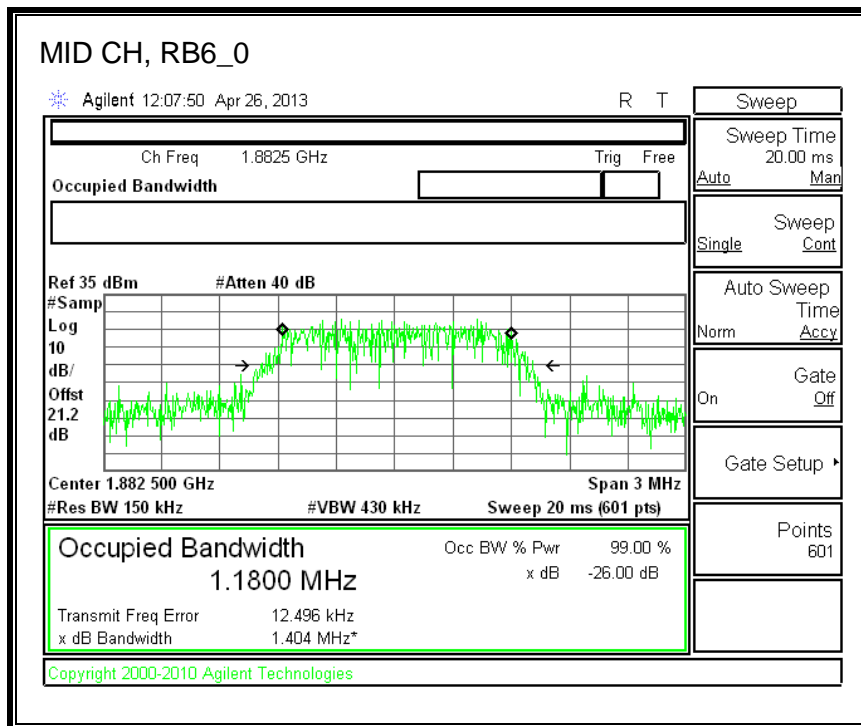 MID CH, RB6_0
Agilent 12:07:50 Apr 26, 2013 R T
Ch Freq 1.8825 GHz Trig Free
Occupied Bandwidth
Ref 35 dBm #Atten 40 dB
#Samp
Log
10
dB/
Offst
21.2
dB
Center 1.882 500 GHz Span 3 MHz
#Res BW 150 kHz #VBW 430 kHz Sweep 20 ms (601 pts)
Occupied Bandwidth Occ BW % Pwr 99.00 %
1.1800 MHz x dB -26.00 dB
Transmit Freq Error 12.496 kHz
x dB Bandwidth 1.404 MHz*
Copyright 2000-2010 Agilent Technologies
Sweep
Sweep Time
20.00 ms
Auto Man
Sweep
Single Cont
Auto Sweep
Time
Norm Accy
Gate
On Off
Gate Setup
Points
601